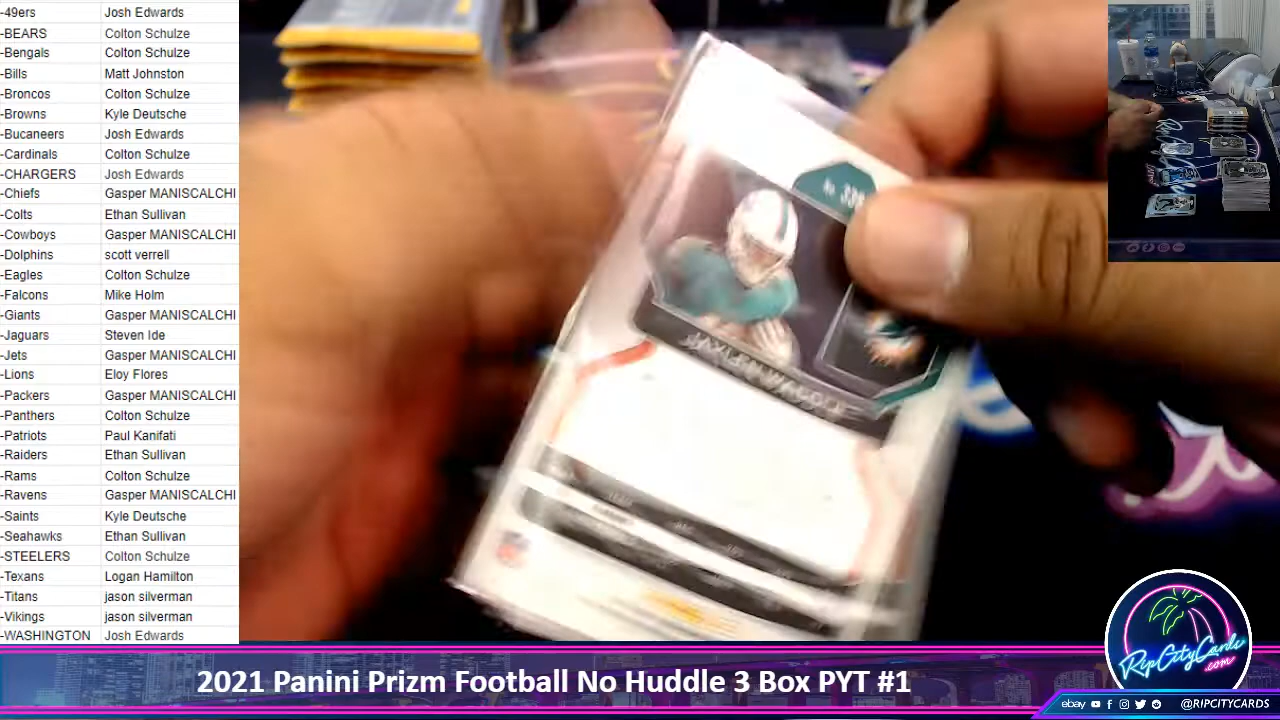 -49ers Josh Edwards
-BEARS Colton Schulze
-Bengals Colton Schulze
-Bills Matt Johnston
-Broncos Colton Schulze
-Browns Kyle Deutsche
-Bucaneers Josh Edwards
-Cardinals Colton Schulze
-CHARGERS Josh Edwards
-Chiefs Gasper MANISCALCHI
-Colts Ethan Sullivan
-Cowboys Gasper MANISCALCHI
-Dolphins scott verrell
-Eagles Colton Schulze
-Falcons Mike Holm
-Giants Gasper MANISCALCHI
-Jaguars Steven Ide
-Jets Gasper MANISCALCHI
-Lions Eloy Flores
-Packers Gasper MANISCALCHI
-Panthers Colton Schulze
-Patriots Paul Kanifati
-Raiders Ethan Sullivan
-Rams Colton Schulze
-Ravens Gasper MANISCALCHI
-Saints Kyle Deutsche
-Seahawks Ethan Sullivan
-STEELERS Colton Schulze
-Texans Logan Hamilton
-Titans jason silverman
-Vikings jason silverman
-WASHINGTON Josh Edwards
JAYLEN WADDLE
RipCityCards
.com
2021 Panini Prizm Football No Huddle 3 Box PYT #1
ebay @RIPCITYCARDS